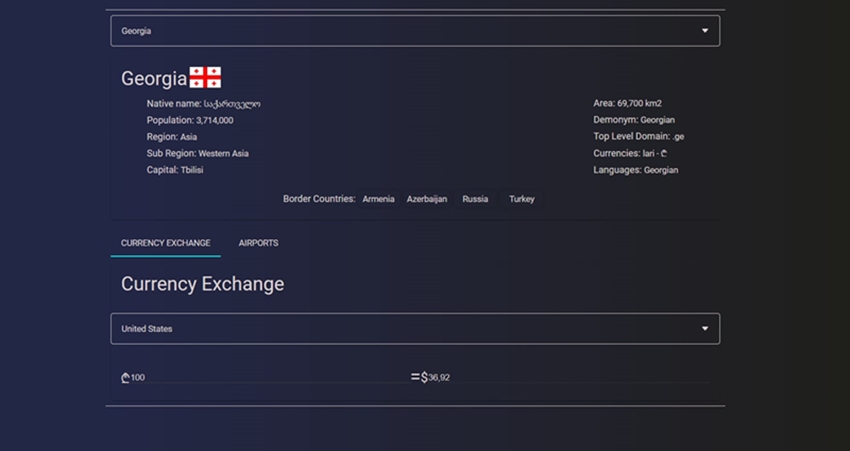 Georgia
Georgia
Native name: საქართველო
Population: 3,714,000
Region: Asia
Sub Region: Western Asia
Capital: Tbilisi
Area: 69,700 km2
Demonym: Georgian
Top Level Domain: .ge
Currencies: lari - ₾
Languages: Georgian
Border Countries: Armenia Azerbaijan Russia Turkey
CURRENCY EXCHANGE AIRPORTS
Currency Exchange
United States
₾100 =$36,92